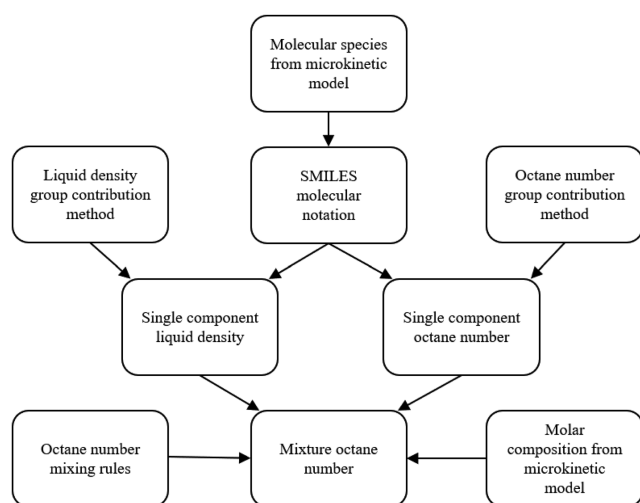 Molecular species
from microkinetic
model
Liquid density
group contribution
method
SMILES
molecular
notation
Octane number
group contribution
method
Single component
liquid density
Single component
octane number
Octane number
mixing rules
Mixture octane
number
Molar
composition from
microkinetic
model